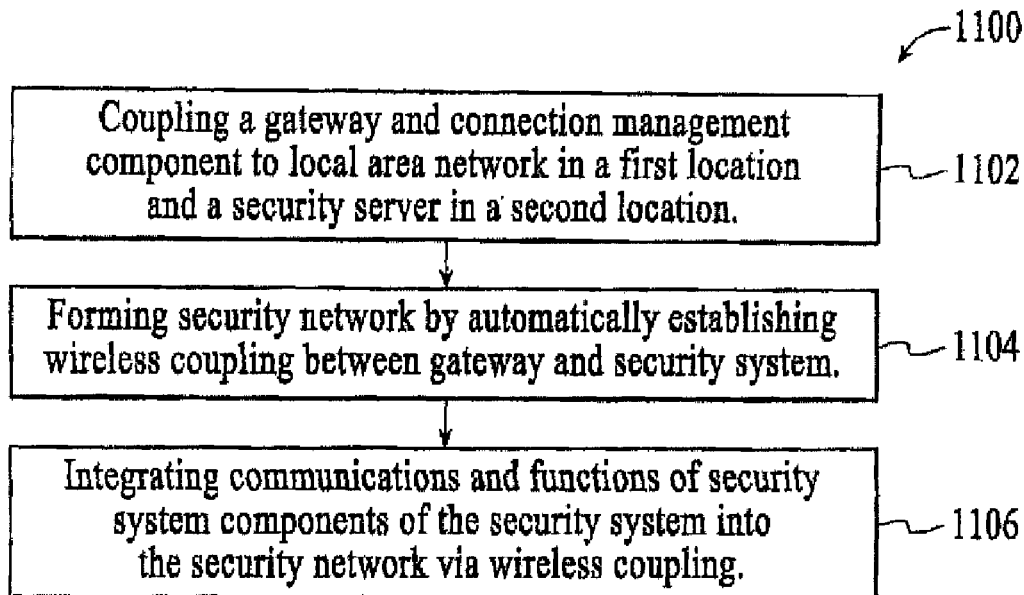 1100
Coupling a gateway and connection management
component to local area network in a first location
and a security server in a second location.
1102
Forming security network by automatically establishing
wireless coupling between gateway and security system.
1104
Integrating communications and functions of security
system components of the security system into
the security network via wireless coupling.
1106